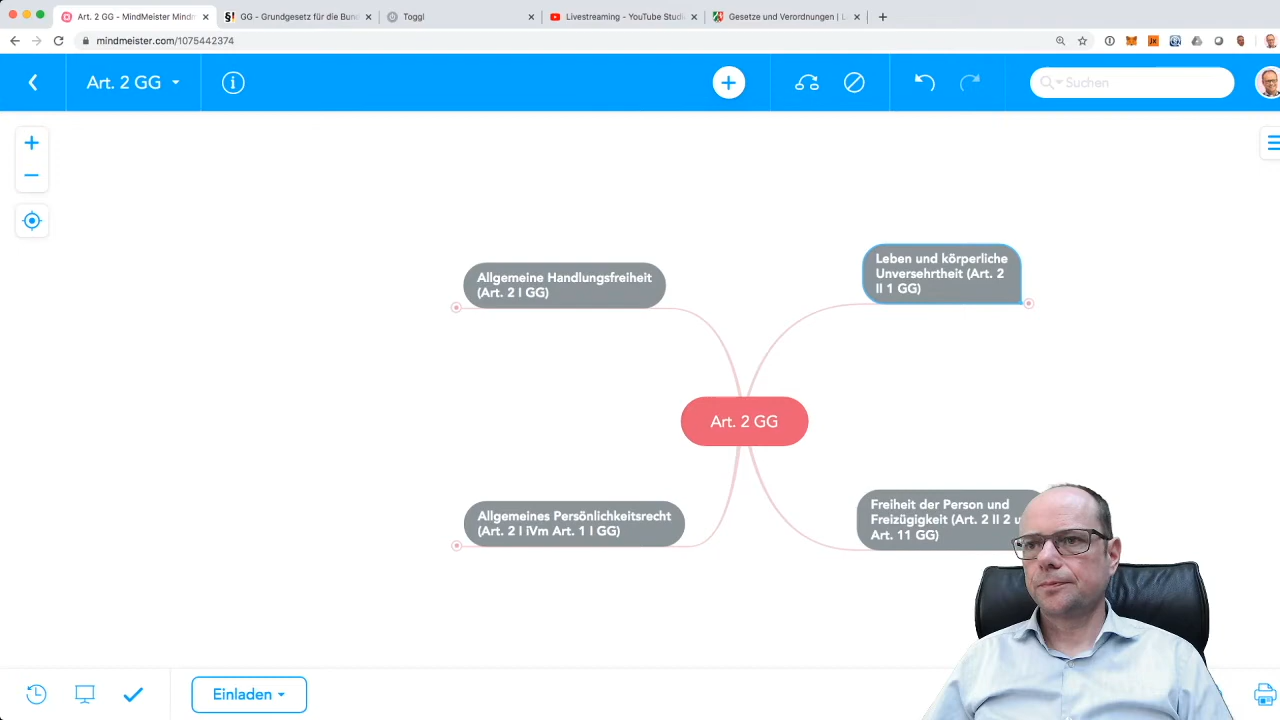 Art. 2 GG - MindMeister Mindm
GG - Grundgesetz für die Bund
Toggl
Livestreaming - YouTube Studi
Gesetze und Verordnungen | L
mindmeister.com/1075442374
Art. 2 GG
Suchen
Allgemeine Handlungsfreiheit
(Art. 2 I GG)
Leben und körperliche
Unversehrtheit (Art. 2
II 1 GG)
Art. 2 GG
Allgemeines Persönlichkeitsrecht
(Art. 2 I iVm Art. 1 I GG)
Freiheit der Person und
Freizügigkeit (Art. 2 II 2 u
Art. 11 GG)
Einladen